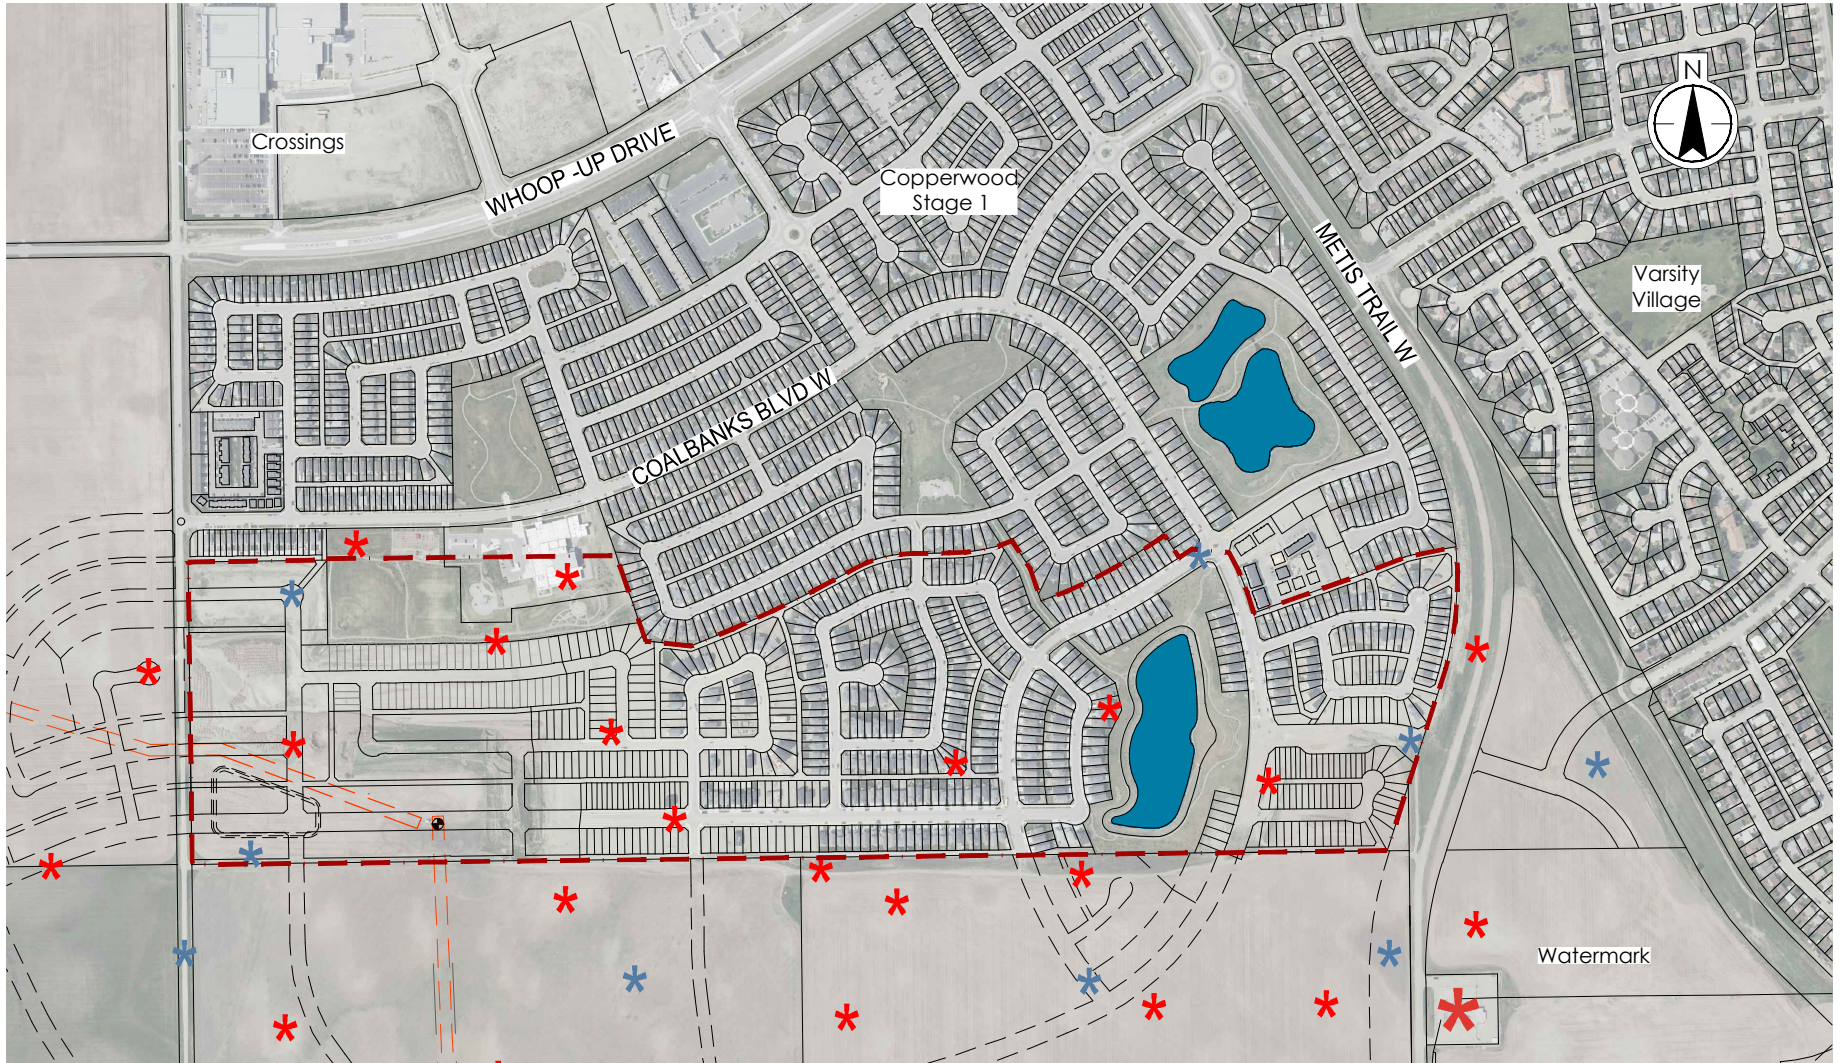 N
Crossings
WHOOP -UP DRIVE
Copperwood
Stage 1
METIS TRAIL W
Varsity
Village
COALBANKS BLVD W
Watermark